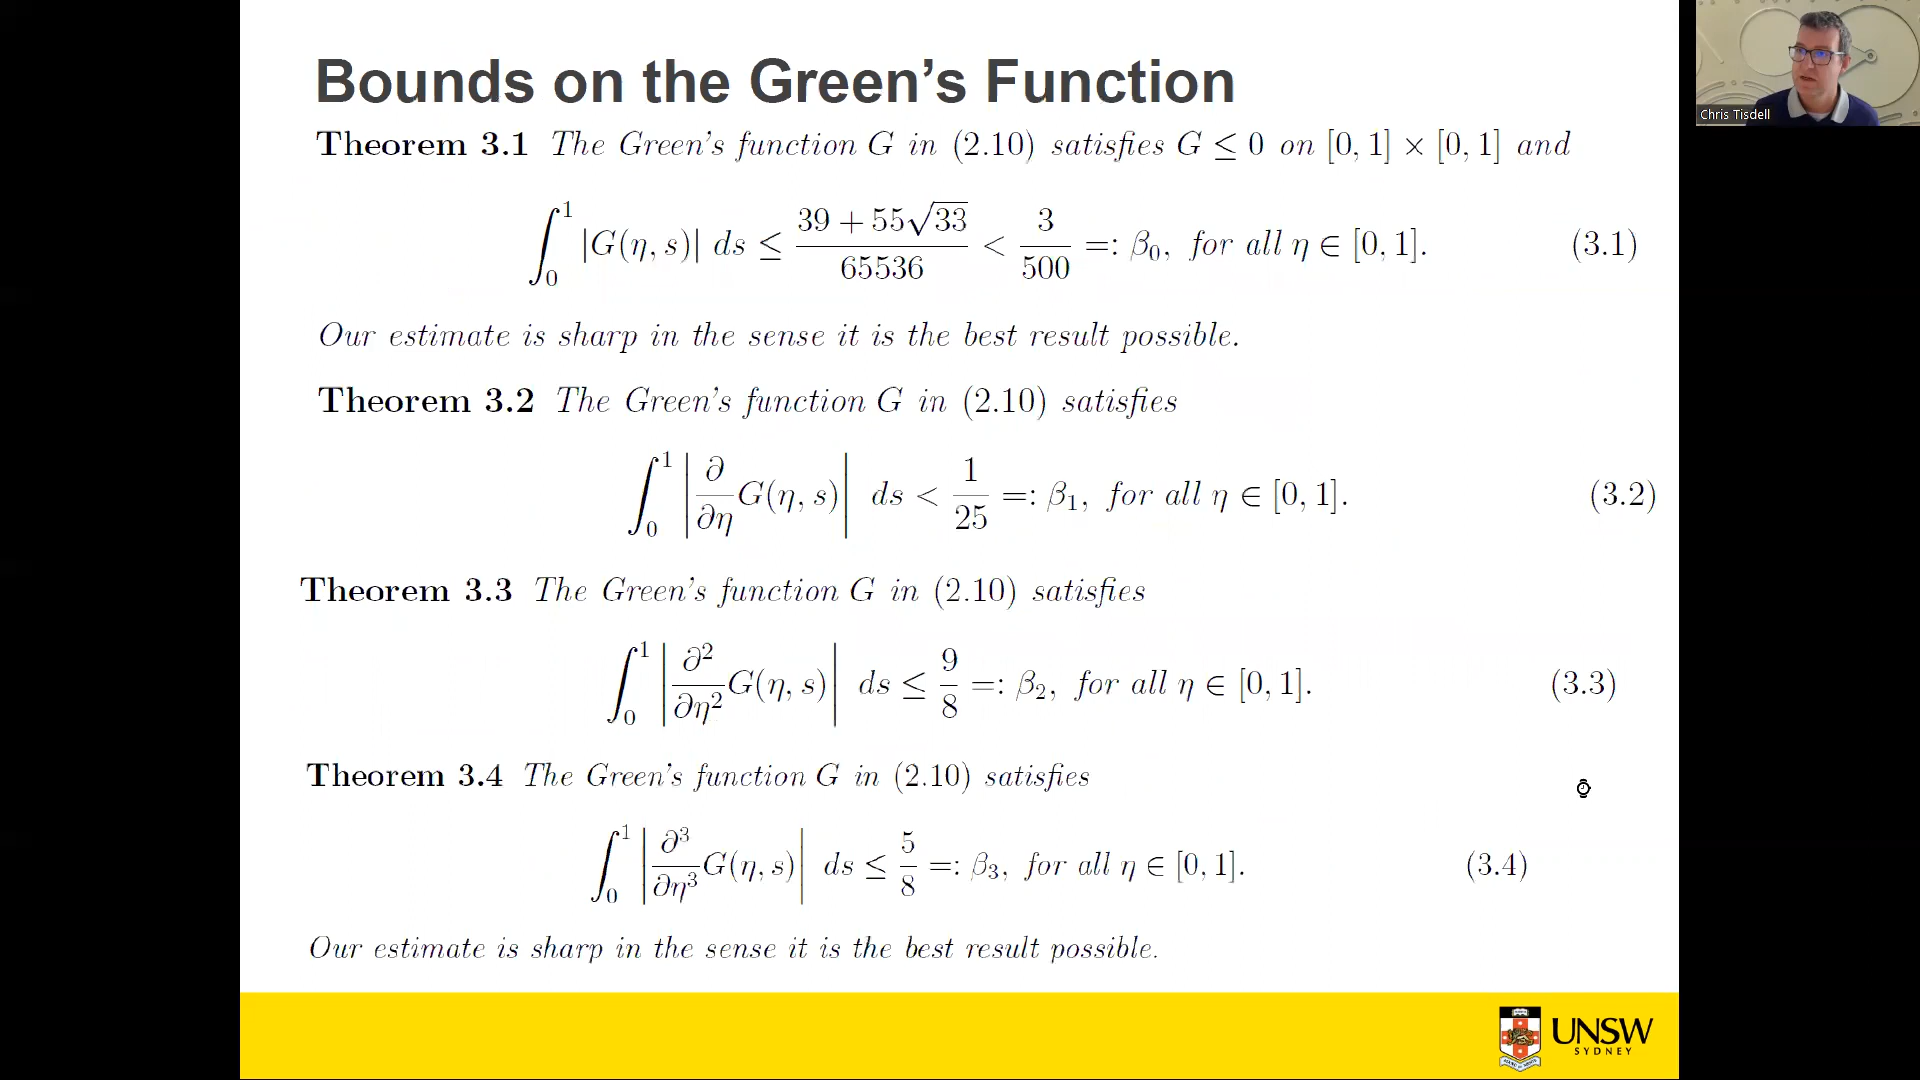 Bounds on the Green's Function
Theorem 3.1 The Green's function G in (2.10) satisfies G ≤ 0 on [0, 1] × [0, 1] and
∫₀¹ |G(η, s)| ds ≤ (39 + 55√33)/65536 < 3/500 =: β₀, for all η ∈ [0, 1]. (3.1)
Our estimate is sharp in the sense it is the best result possible.
Theorem 3.2 The Green's function G in (2.10) satisfies
∫₀¹ |∂/∂η G(η, s)| ds < 1/25 =: β₁, for all η ∈ [0, 1]. (3.2)
Theorem 3.3 The Green's function G in (2.10) satisfies
∫₀¹ |∂²/∂η² G(η, s)| ds ≤ 9/8 =: β₂, for all η ∈ [0, 1]. (3.3)
Theorem 3.4 The Green's function G in (2.10) satisfies
∫₀¹ |∂³/∂η³ G(η, s)| ds ≤ 5/8 =: β₃, for all η ∈ [0, 1]. (3.4)
Our estimate is sharp in the sense it is the best result possible.
UNSW
SYDNEY
Chris Tisdell